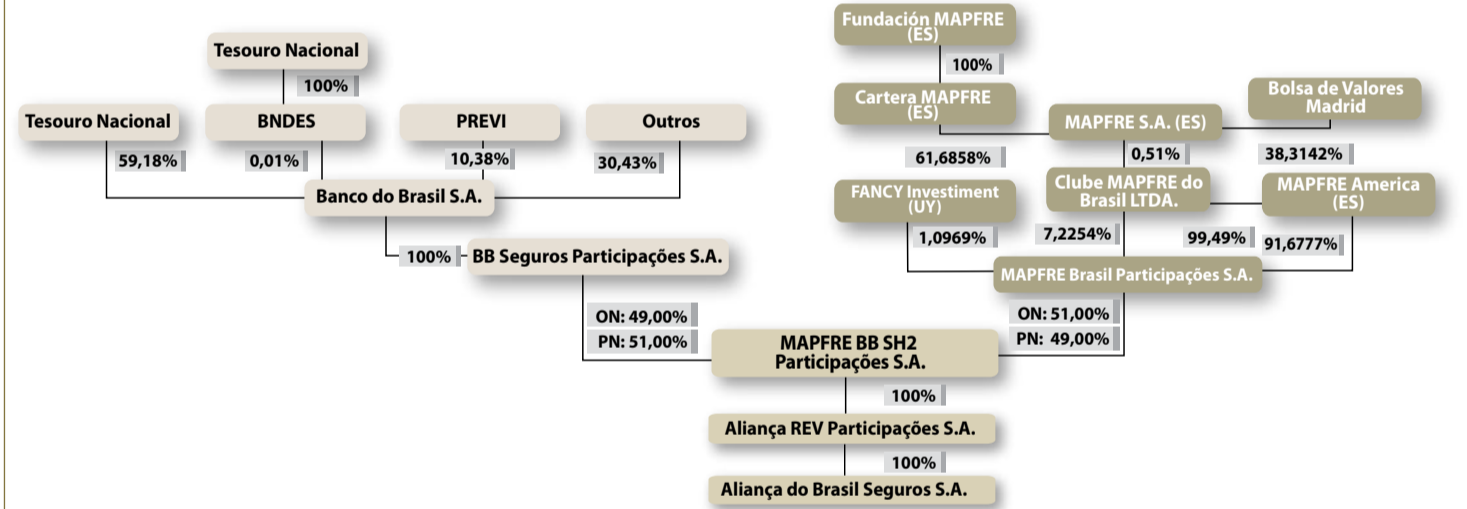 Fundación MAPFRE
(ES)
Tesouro Nacional
100%
100%
Cartera MAPFRE
(ES)
Bolsa de Valores
Madrid
Tesouro Nacional
BNDES
PREVI
Outros
MAPFRE S.A. (ES)
59,18%
0,01%
10,38%
30,43%
61,6858%
0,51%
38,3142%
Banco do Brasil S.A.
FANCY Investiment
(UY)
Clube MAPFRE do
Brasil LTDA.
MAPFRE America
(ES)
1,0969%
7,2254%
99,49%
91,6777%
100%
BB Seguros Participações S.A.
MAPFRE Brasil Participações S.A.
ON: 49,00%
PN: 51,00%
ON: 51,00%
PN: 49,00%
MAPFRE BB SH2
Participações S.A.
100%
Aliança REV Participações S.A.
100%
Aliança do Brasil Seguros S.A.